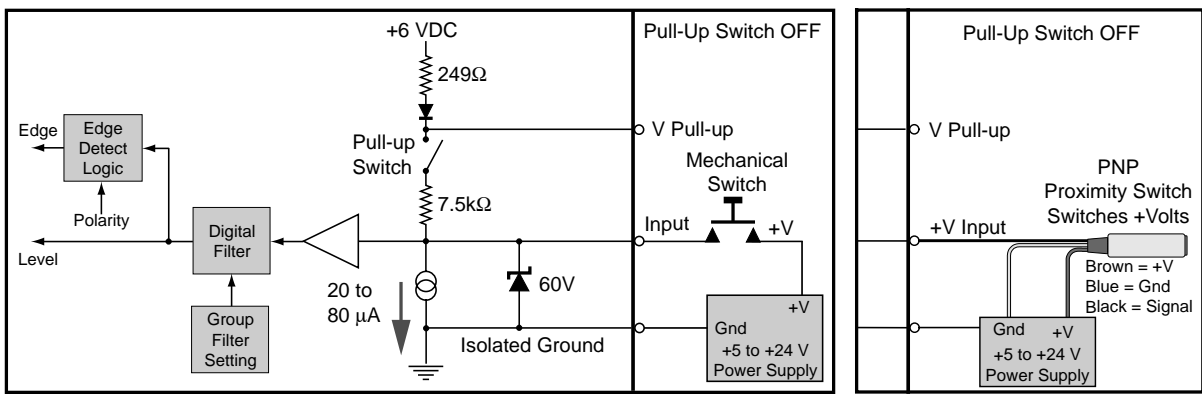 +6 VDC
Pull-Up Switch OFF
249Ω
Edge
Edge
Detect
Logic
V Pull-up
Pull-up
Switch
Mechanical
Switch
7.5kΩ
Polarity
Input
+V
Digital
Filter
Level
20 to
80 µA
60V
Group
Filter
Setting
Isolated Ground
+V
Gnd
+5 to +24 V
Power Supply
Pull-Up Switch OFF
V Pull-up
PNP
Proximity Switch
Switches +Volts
+V Input
Brown = +V
Blue = Gnd
Black = Signal
Gnd +V
+5 to +24 V
Power Supply